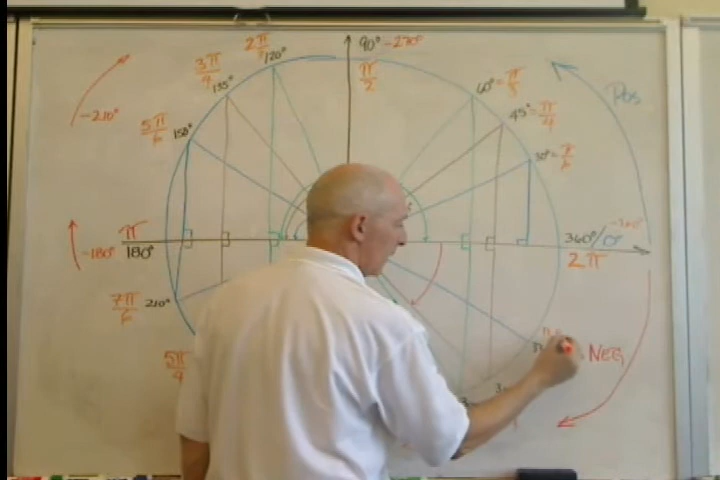 90° -270°
π/2
2π/3 120°
3π/4 135°
5π/6 150°
-210°
60° = π/3
45° = π/4
30° = π/6
Pos
π
180°
-180°
360°/0°
2π
7π/6 210°
5π/4
NEG